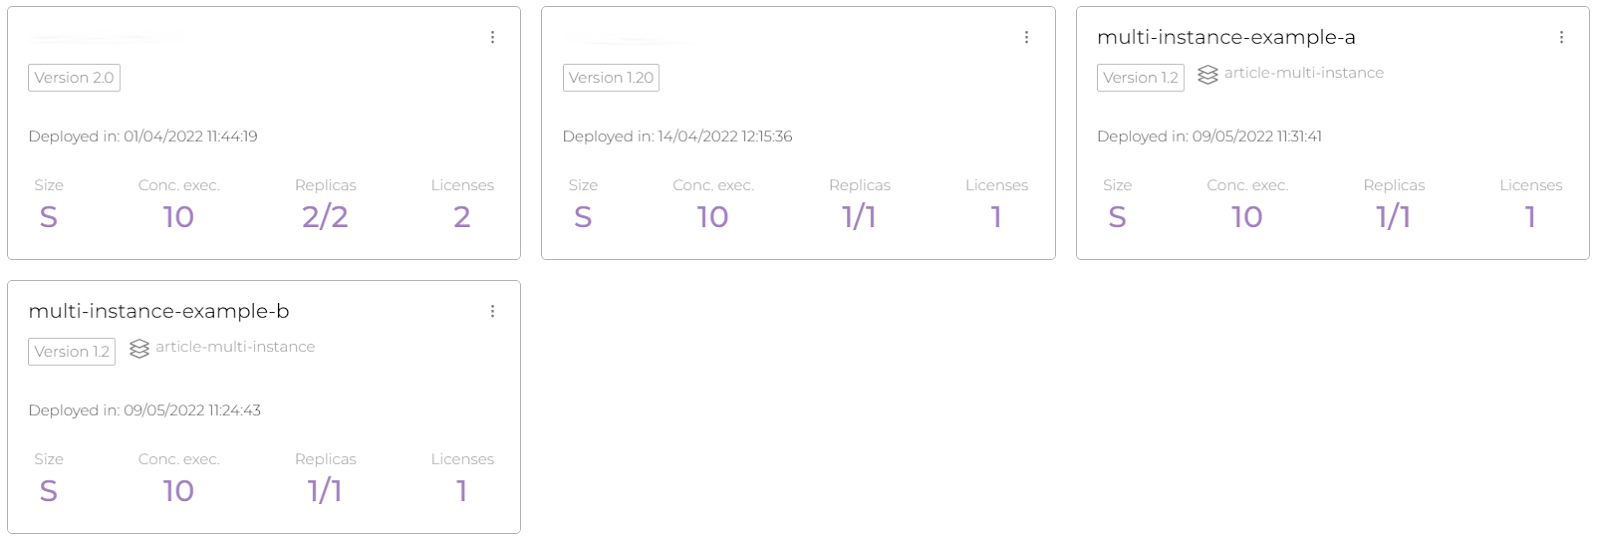 Version 2.0
Deployed in: 01/04/2022 11:44:19
Size Conc. exec. Replicas Licenses
S 10 2/2 2
Version 1.20
Deployed in: 14/04/2022 12:15:36
Size Conc. exec. Replicas Licenses
S 10 1/1 1
multi-instance-example-a
Version 1.2 article-multi-instance
Deployed in: 09/05/2022 11:31:41
Size Conc. exec. Replicas Licenses
S 10 1/1 1
multi-instance-example-b
Version 1.2 article-multi-instance
Deployed in: 09/05/2022 11:24:43
Size Conc. exec. Replicas Licenses
S 10 1/1 1